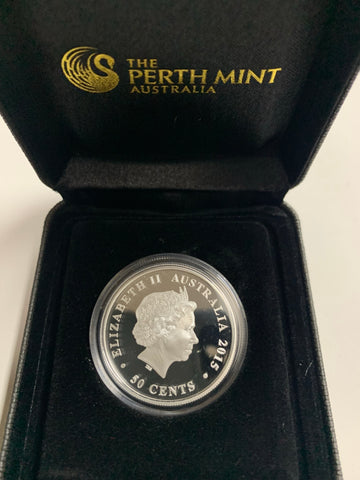 THE
PERTH MINT
AUSTRALIA
ELIZABETH II AUSTRALIA 2015
50 CENTS